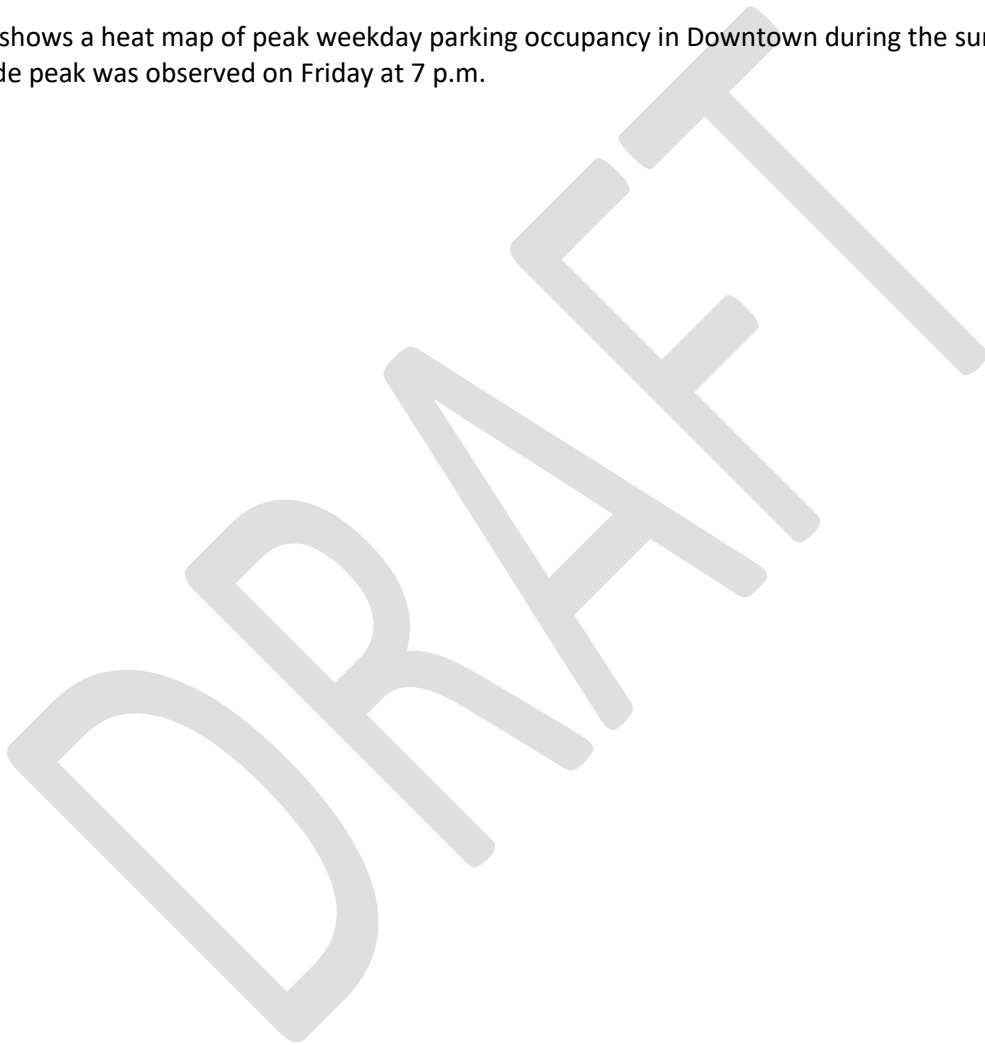 shows a heat map of peak weekday parking occupancy in Downtown during the
de peak was observed on Friday at 7 p.m.
DRAFT